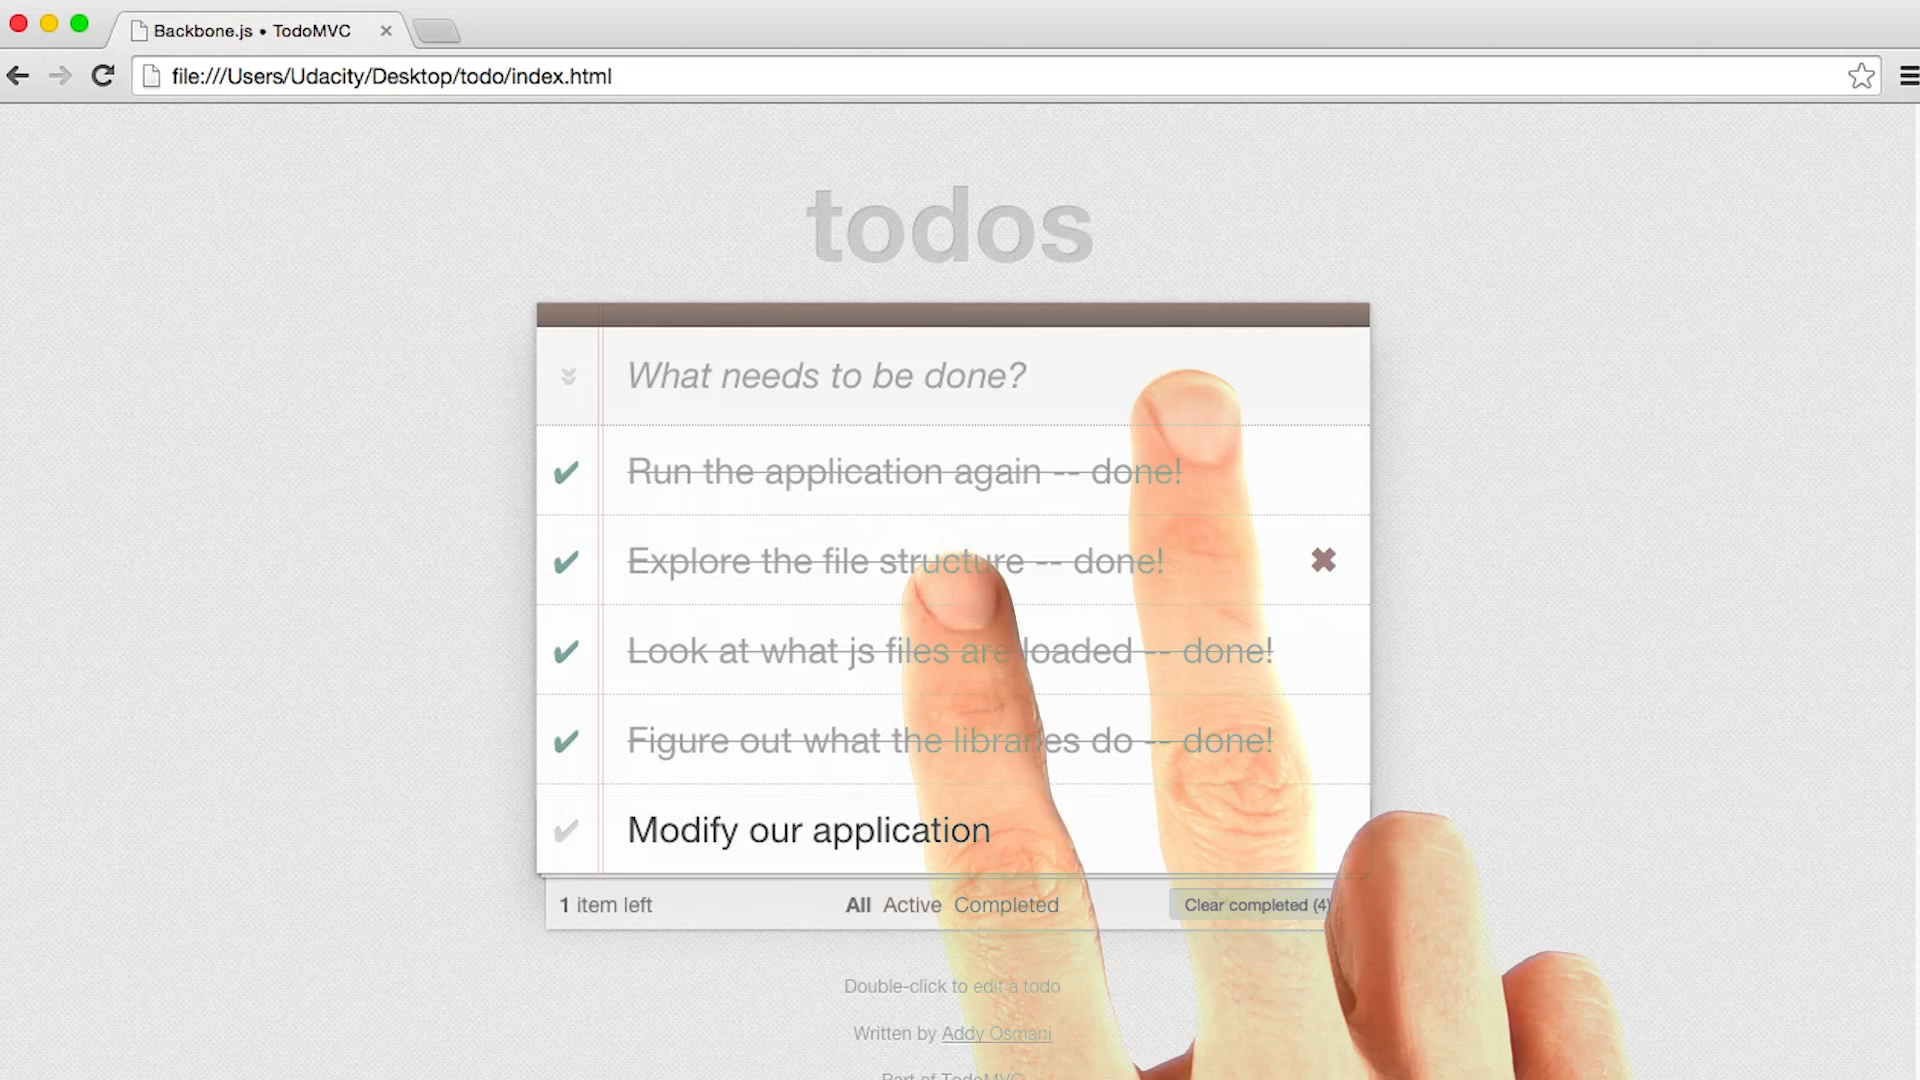 Backbone.js • TodoMVC
file:///Users/Udacity/Desktop/todo/index.html
todos
What needs to be done?
Run the application again -- done!
Explore the file structure -- done!
Look at what js files are loaded -- done!
Figure out what the libraries do -- done!
Modify our application
1 item left
All Active Completed
Clear completed (4)
Double-click to edit a todo
Written by Addy Osmani
Part of TodoMVC